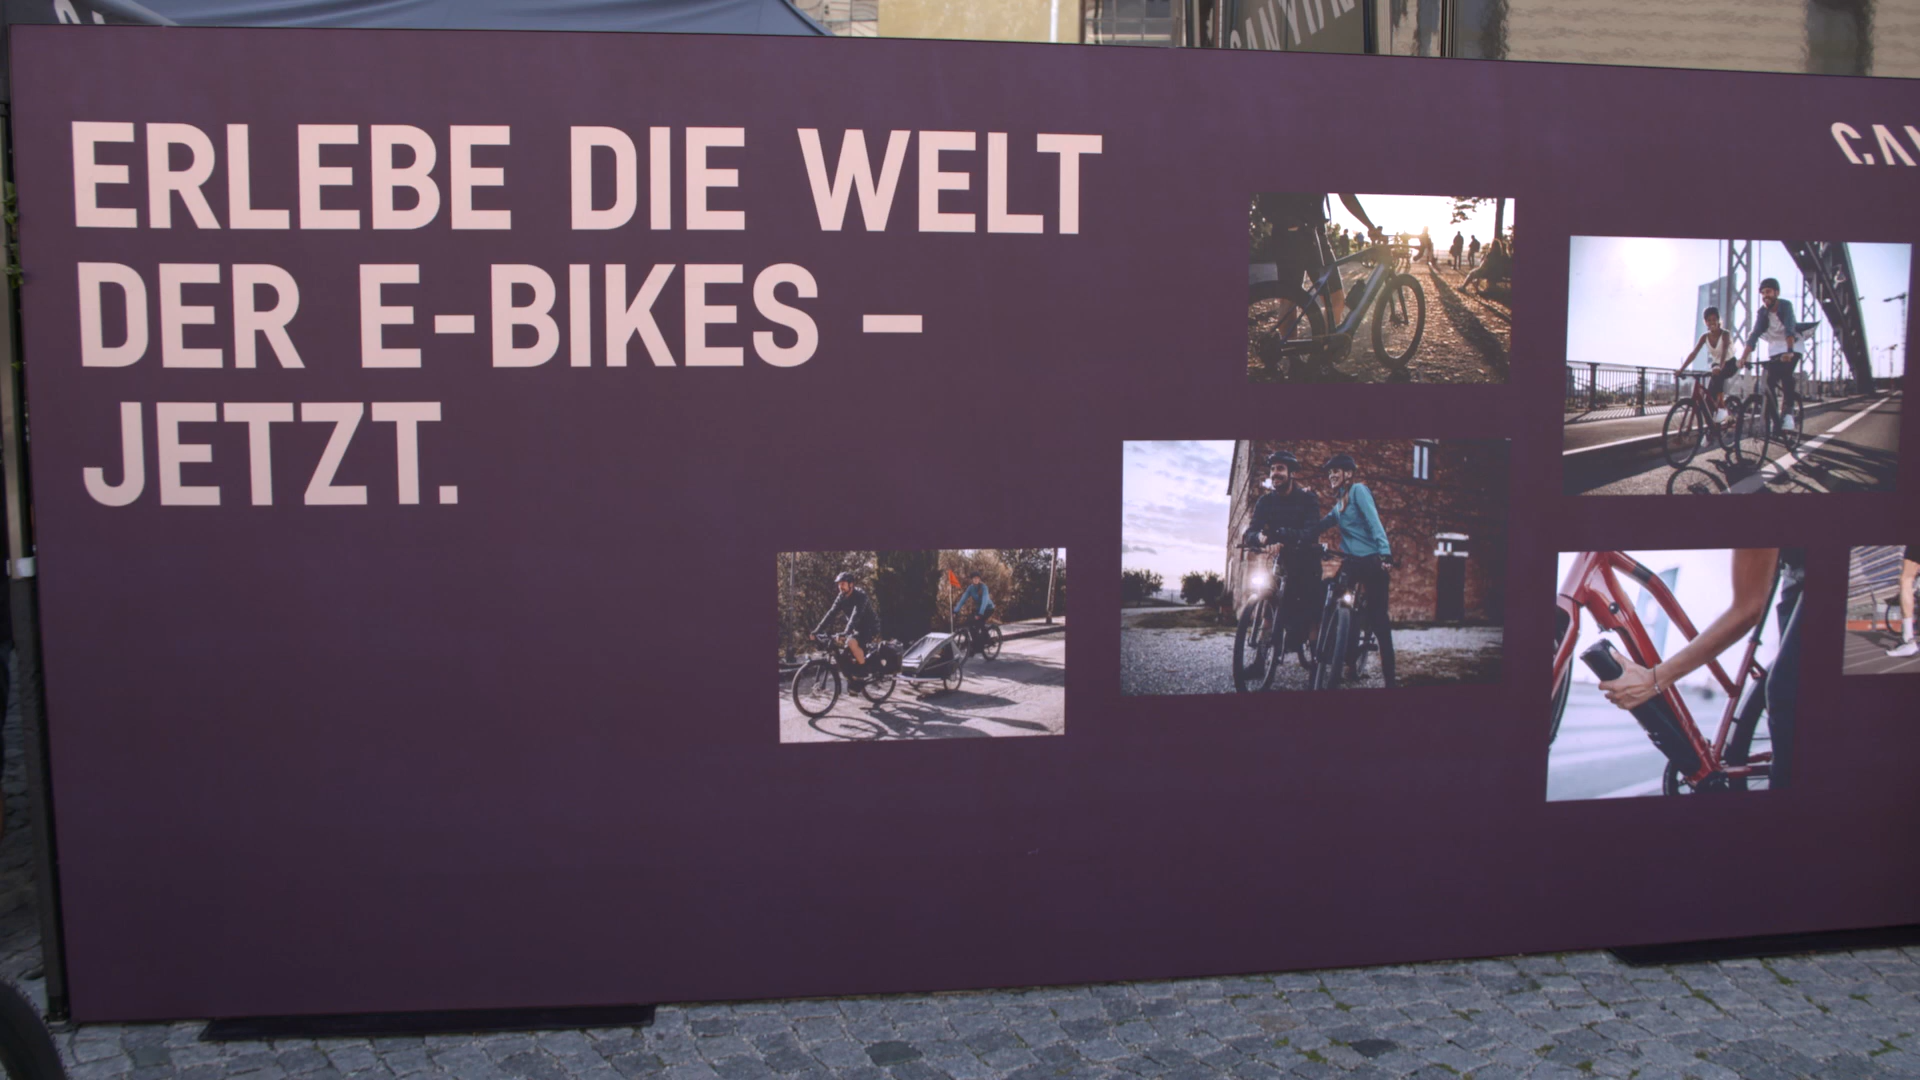 ERLEBE DIE WELT
DER E-BIKES –
JETZT.